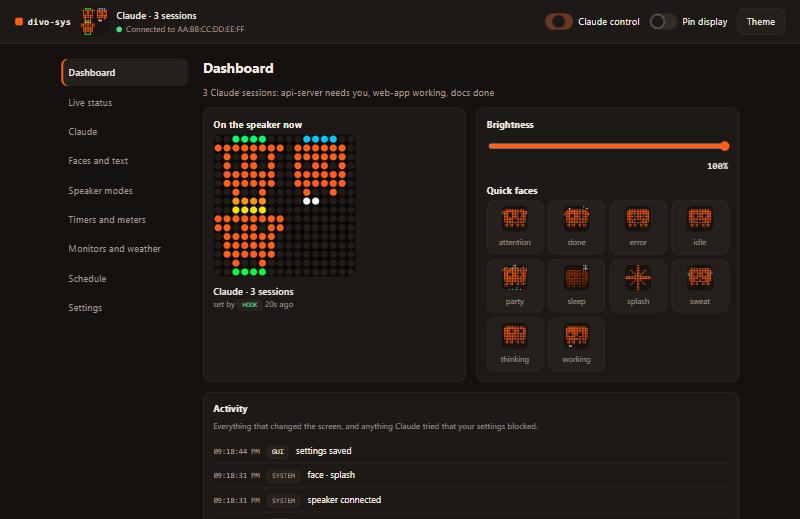 divo-sys
Claude · 3 sessions
Connected to AA:BB:CC:DD:EE:FF
Claude control
Pin display
Theme
Dashboard
Live status
Claude
Faces and text
Speaker modes
Timers and meters
Monitors and weather
Schedule
Settings
Dashboard
3 Claude sessions: api-server needs you, web-app working, docs done
On the speaker now
Claude · 3 sessions
set by HOOK 20s ago
Brightness
100%
Quick faces
attention
done
error
idle
party
sleep
splash
sweat
thinking
working
Activity
Everything that changed the screen, and anything Claude tried that your settings blocked.
09:18:44 PM GUI settings saved
09:18:31 PM SYSTEM face · splash
09:18:31 PM SYSTEM speaker connected